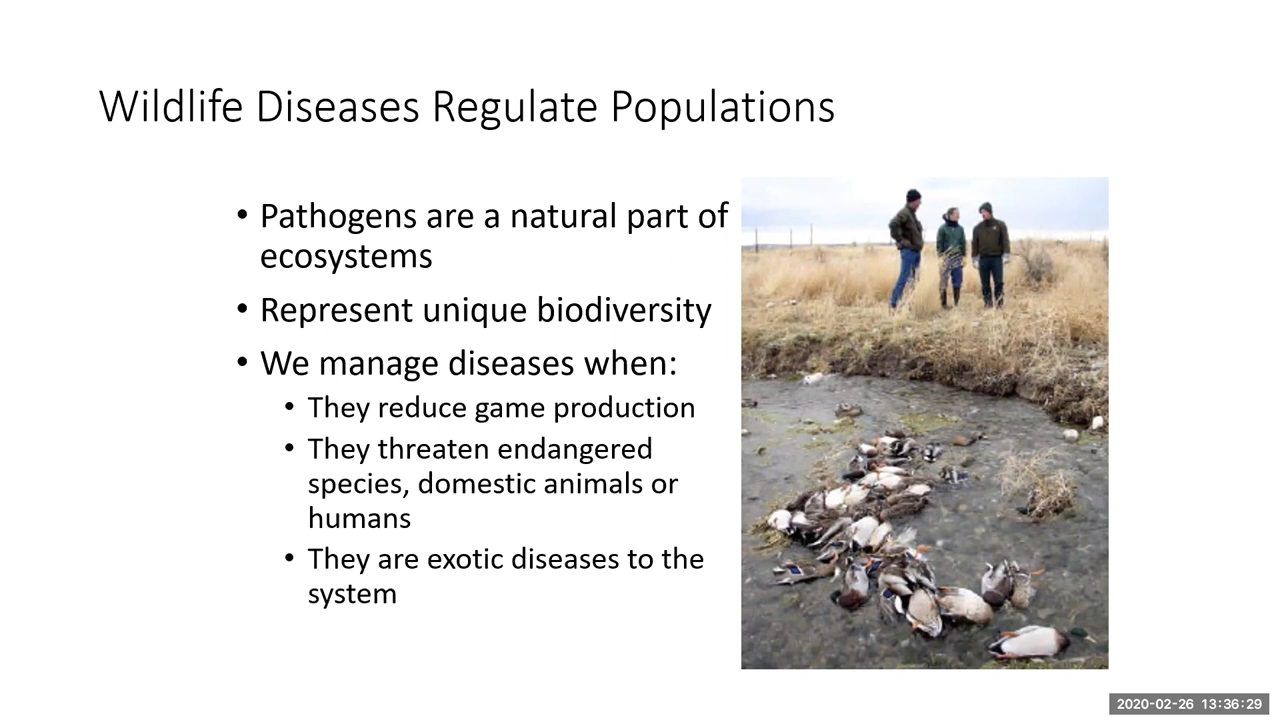 Wildlife Diseases Regulate Populations
• Pathogens are a natural part of
ecosystems
• Represent unique biodiversity
• We manage diseases when:
• They reduce game production
• They threaten endangered
species, domestic animals or
humans
• They are exotic diseases to the
system
2020-02-26 13:36:29